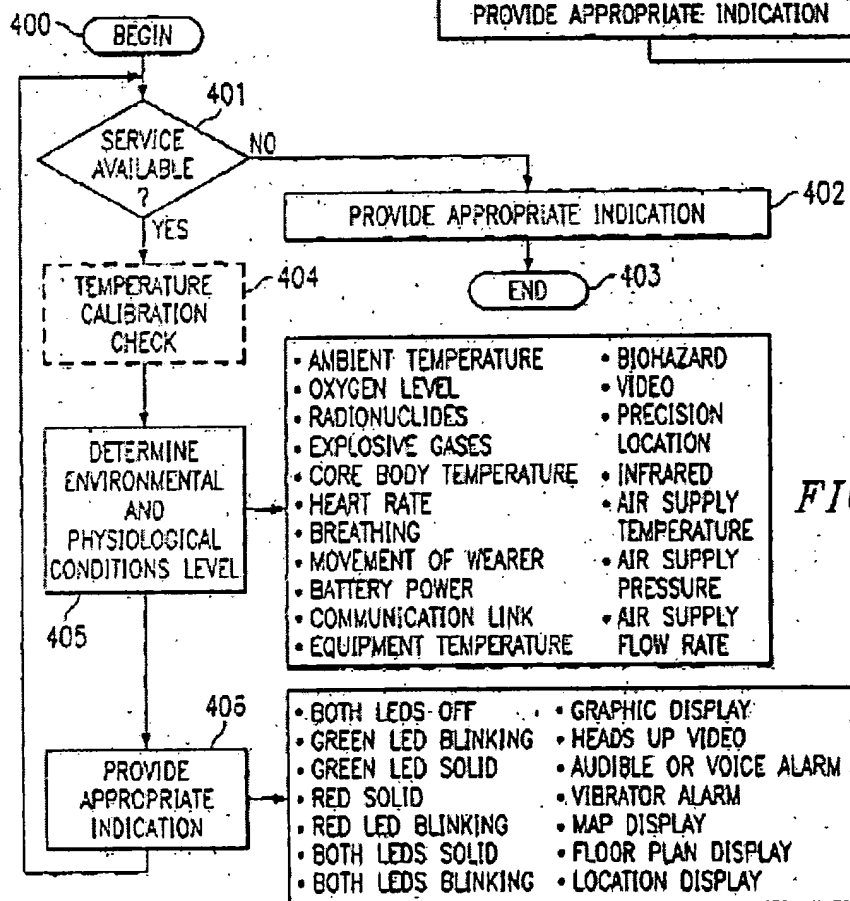 PROVIDE APPROPRIATE INDICATION
400
BEGIN
401
SERVICE
AVAILABLE
?
NO
YES
PROVIDE APPROPRIATE INDICATION
402
END
403
TEMPERATURE
CALIBRATION
CHECK
404
DETERMINE
ENVIRONMENTAL
AND
PHYSIOLOGICAL
CONDITIONS LEVEL
405
• AMBIENT TEMPERATURE
• OXYGEN LEVEL
• RADIONUCLIDES
• EXPLOSIVE GASES
• CORE BODY TEMPERATURE
• HEART RATE
• BREATHING
• MOVEMENT OF WEARER
• BATTERY POWER
• COMMUNICATION LINK
• EQUIPMENT TEMPERATURE
• BIOHAZARD
• VIDEO
• PRECISION
LOCATION
• INFRARED
• AIR SUPPLY
TEMPERATURE
• AIR SUPPLY
PRESSURE
• AIR SUPPLY
FLOW RATE
406
PROVIDE
APPROPRIATE
INDICATION
• BOTH LEDS OFF
• GREEN LED BLINKING
• GREEN LED SOLID
• RED SOLID
• RED LED BLINKING
• BOTH LEDS SOLID
• BOTH LEDS BLINKING
• GRAPHIC DISPLAY
• HEADS UP VIDEO
• AUDIBLE OR VOICE ALARM
• VIBRATOR ALARM
• MAP DISPLAY
• FLOOR PLAN DISPLAY
• LOCATION DISPLAY